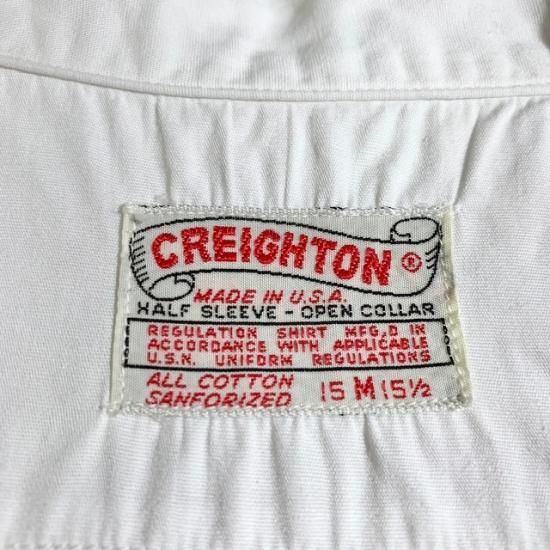 CREIGHTON ®
MADE IN U.S.A.
HALF SLEEVE - OPEN COLLAR
REGULATION SHIRT MFG,D IN
ACCORDANCE WITH APPLICABLE
U.S.N. UNIFORM REGULATIONS
ALL COTTON
SANFORIZED
15 M 15½